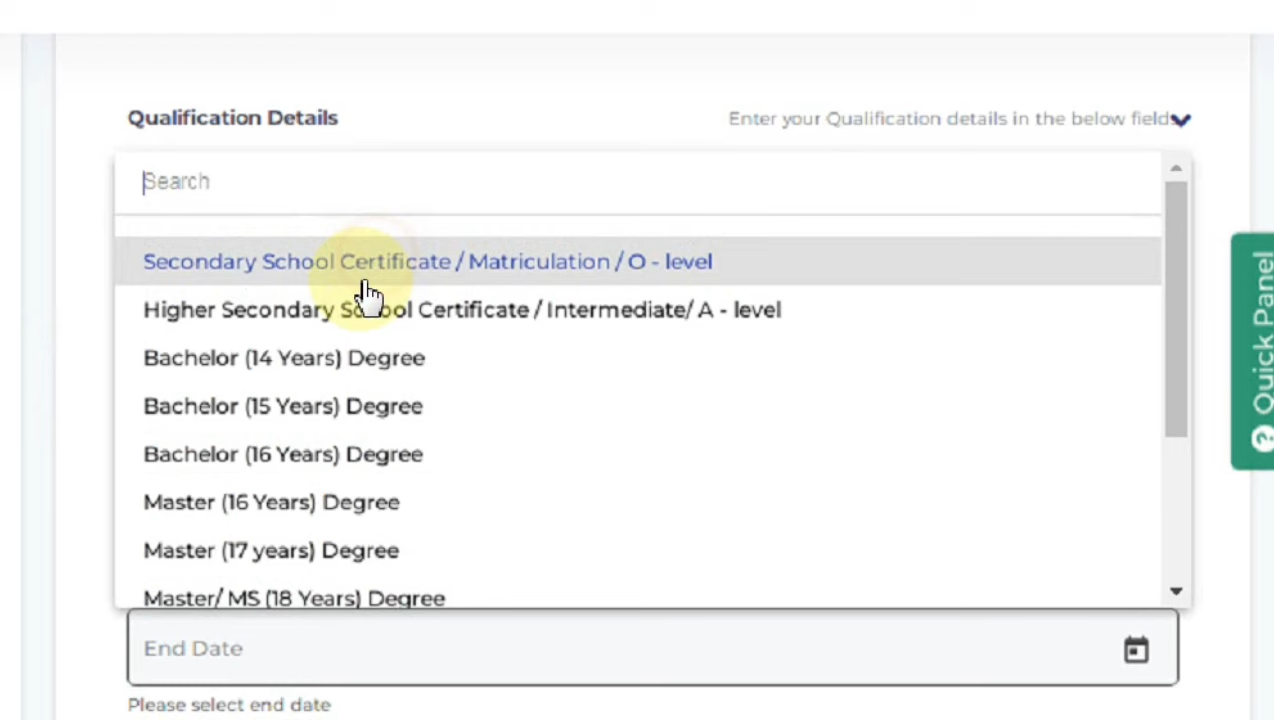 Qualification Details
Enter your Qualification details in the below fields
Search
Secondary School Certificate / Matriculation / O - level
Higher Secondary School Certificate / Intermediate/ A - level
Bachelor (14 Years) Degree
Bachelor (15 Years) Degree
Bachelor (16 Years) Degree
Master (16 Years) Degree
Master (17 years) Degree
Master/ MS (18 Years) Degree
End Date
Please select end date
Quick Panel